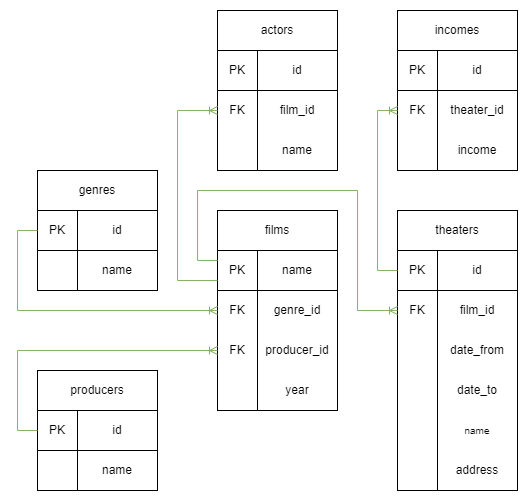 actors
PK id
FK film_id
name
incomes
PK id
FK theater_id
income
genres
PK id
name
films
PK name
FK genre_id
FK producer_id
year
theaters
PK id
FK film_id
date_from
date_to
name
address
producers
PK id
name